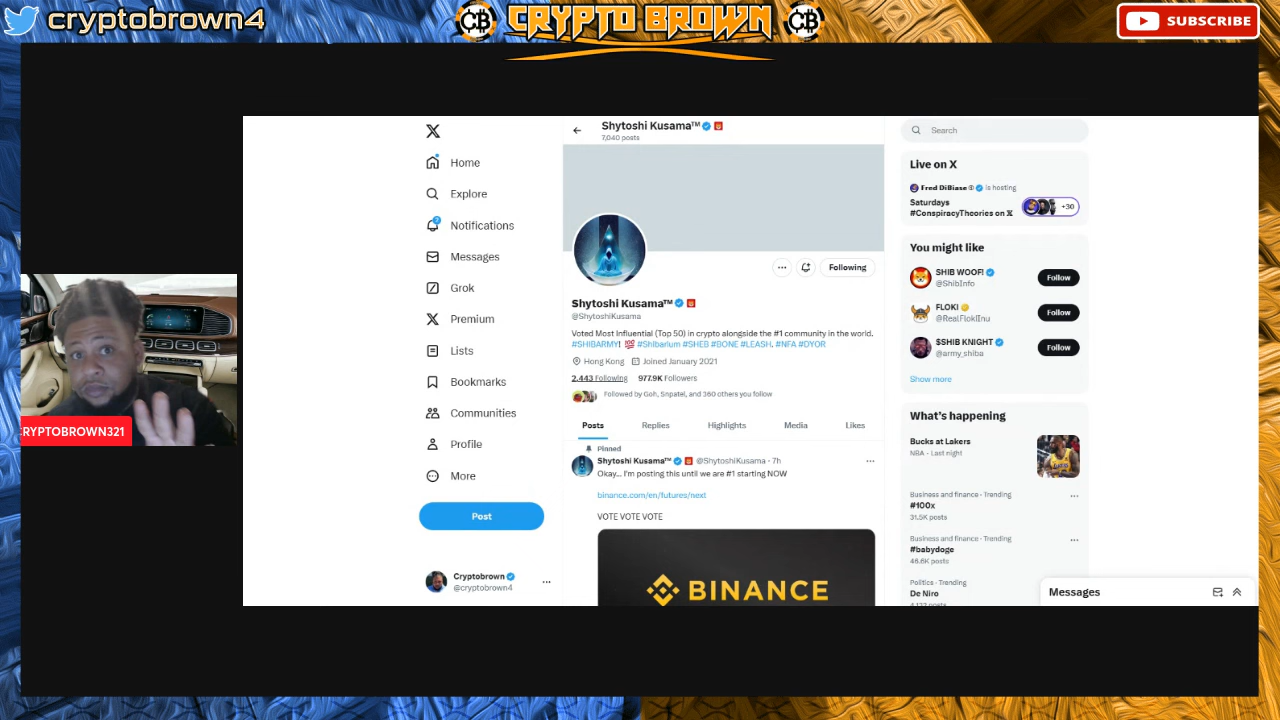 cryptobrown4
CB
CRYPTO BROWN
CB
SUBSCRIBE
CRYPTOBROWN321
Home
Explore
Notifications
Messages
Grok
Premium
Lists
Bookmarks
Communities
Profile
More
Post
Cryptobrown
@cryptobrown4
Shytoshi Kusama™
7,040 posts
Following
Shytoshi Kusama™
@ShytoshiKusama
Voted Most Influential (Top 50) in crypto alongside the #1 community in the world.
#SHIBARMY! 💯 #Shibarium #SHEB #BONE #LEASH. #NFA #DYOR
Hong Kong Joined January 2021
2,443 Following 977.9K Followers
Followed by Goh, Snpatel, and 360 others you follow
Posts Replies Highlights Media Likes
Pinned
Shytoshi Kusama™ @ShytoshiKusama · 7h
Okay... I'm posting this until we are #1 starting NOW
binance.com/en/futures/next
VOTE VOTE VOTE
BINANCE
Search
Live on X
Fred DiBiase is hosting
Saturdays
#ConspiracyTheories on X
+30
You might like
SHIB WOOF!
@ShibInfo
Follow
FLOKI
@RealFlokiInu
Follow
$SHIB KNIGHT
@army_shiba
Follow
Show more
What's happening
Bucks at Lakers
NBA · Last night
Business and finance · Trending
#100x
31.5K posts
Business and finance · Trending
#babydoge
46.6K posts
Politics · Trending
De Niro
Messages